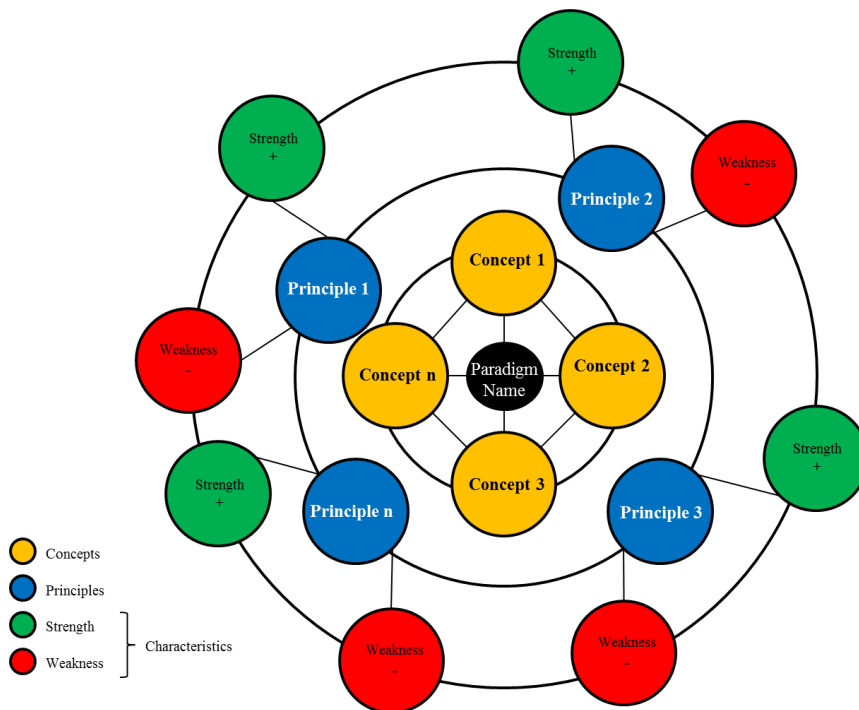 Strength
+
Strength
+
Weakness
-
Principle 2
Concept 1
Principle 1
Weakness
-
Concept n
Paradigm
Name
Concept 2
Strength
+
Strength
+
Concept 3
Principle n
Principle 3
Concepts
Principles
Strength
Weakness
Characteristics
Weakness
-
Weakness
-